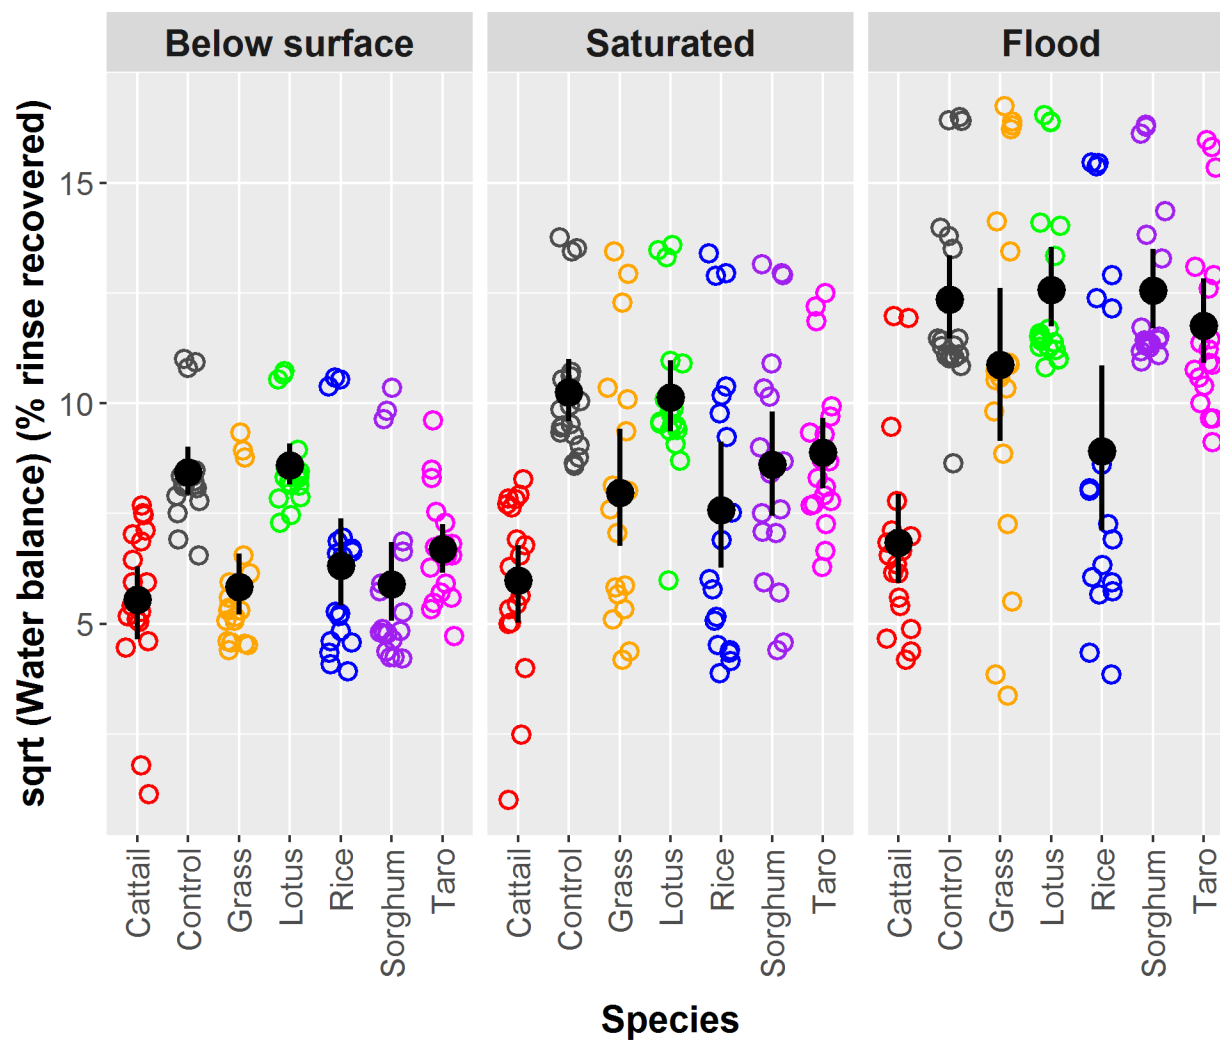 Below surface
Saturated
Flood
sqrt (Water balance) (% rinse recovered)
15
10
5
Cattail
Control
Grass
Lotus
Rice
Sorghum
Taro
Cattail
Control
Grass
Lotus
Rice
Sorghum
Taro
Cattail
Control
Grass
Lotus
Rice
Sorghum
Taro
Species